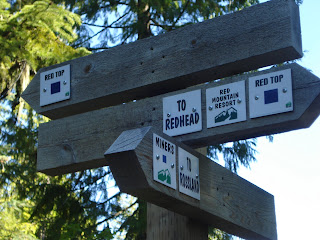 RED TOP
TO
REDHEAD
RED
MOUNTAIN
RESORT
RED TOP
MINERS
TO
ROSSLAND